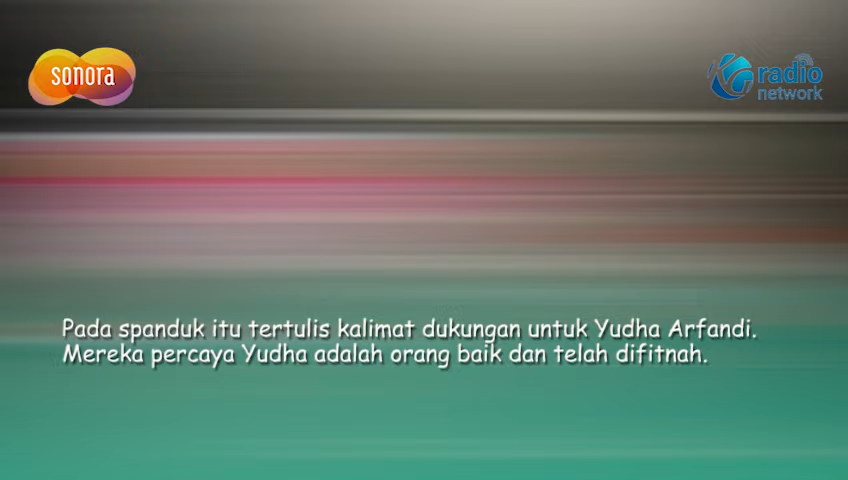 sonora
radio
network
Pada spanduk itu tertulis kalimat dukungan untuk Yudha Arfandi.
Mereka percaya Yudha adalah orang baik dan telah difitnah.